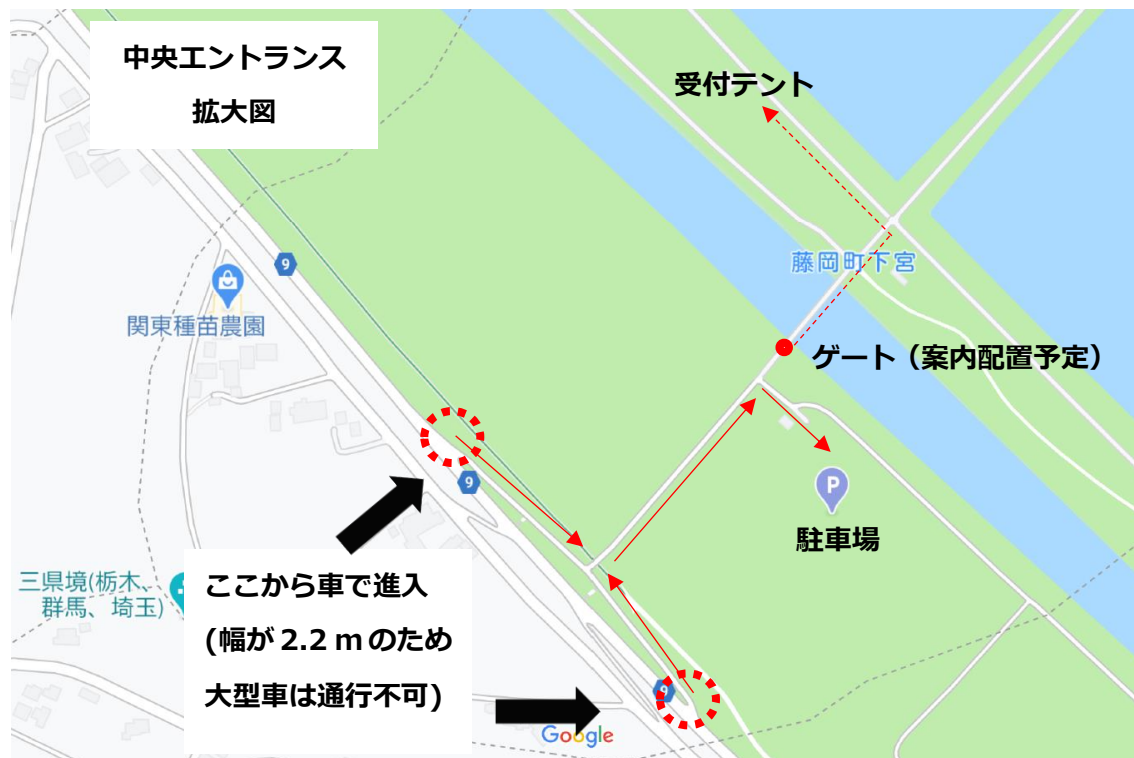 中央エントランス
拡大図
受付テント
藤岡町下宮
9
関東種苗農園
ゲート（案内配置予定）
9
P
駐車場
三県境(栃木、
群馬、埼玉)
ここから車で進入
(幅が2.2ｍのため
大型車は通行不可)
9
Google